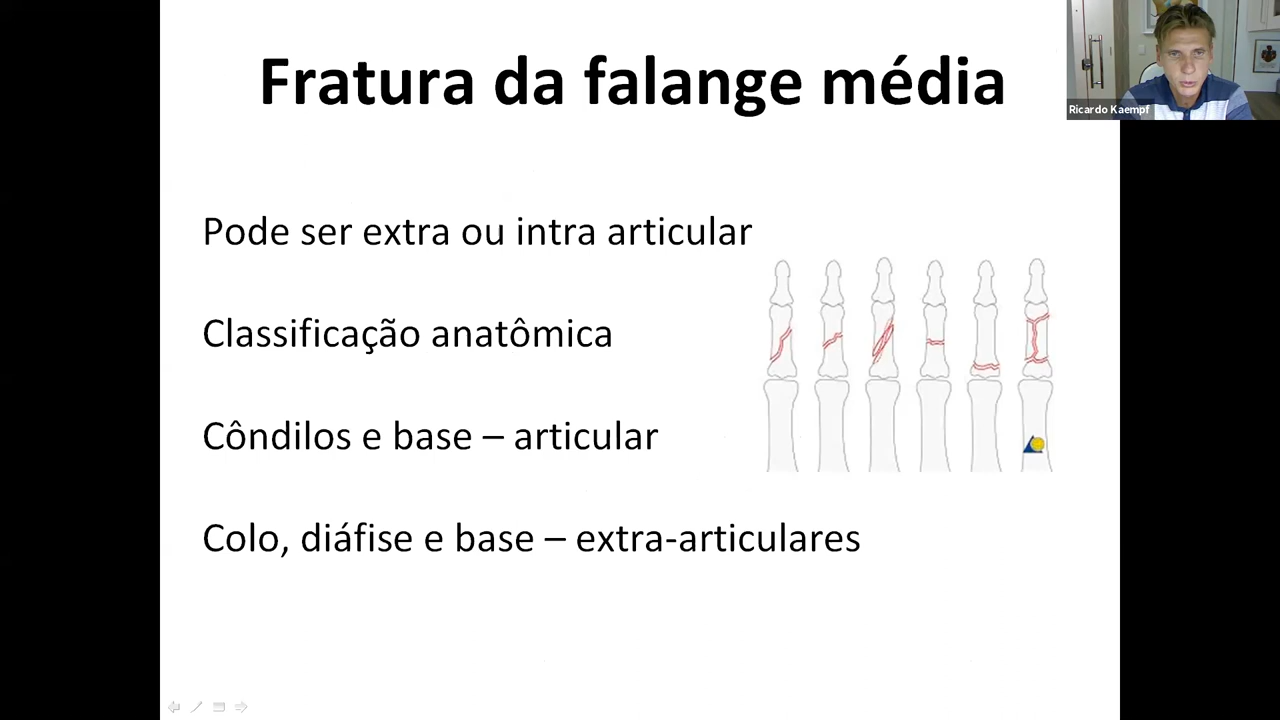 Fratura da falange média
Ricardo Kaempf
Pode ser extra ou intra articular
Classificação anatômica
Côndilos e base – articular
Colo, diáfise e base – extra-articulares